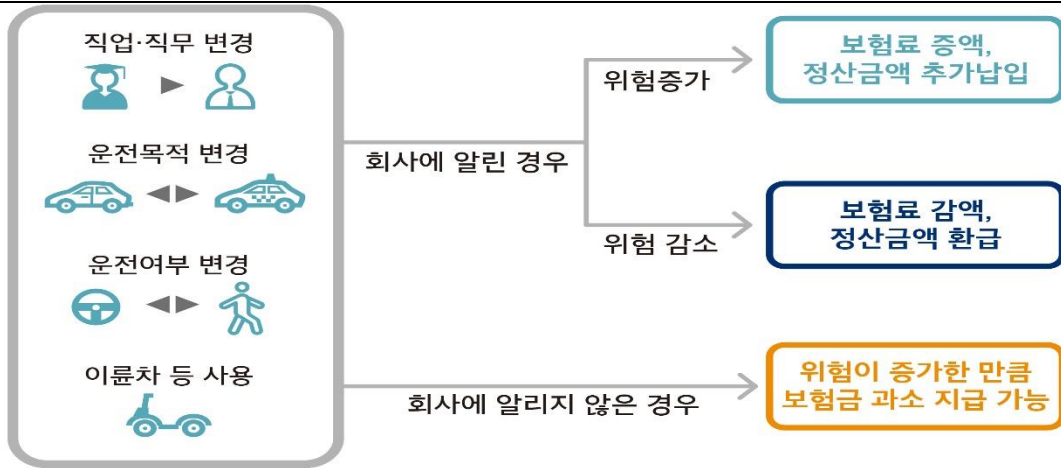 직업·직무 변경
운전목적 변경
운전여부 변경
이륜차 등 사용
회사에 알린 경우
위험증가
보험료 증액,
정산금액 추가납입
위험 감소
보험료 감액,
정산금액 환급
회사에 알리지 않은 경우
위험이 증가한 만큼
보험금 과소 지급 가능